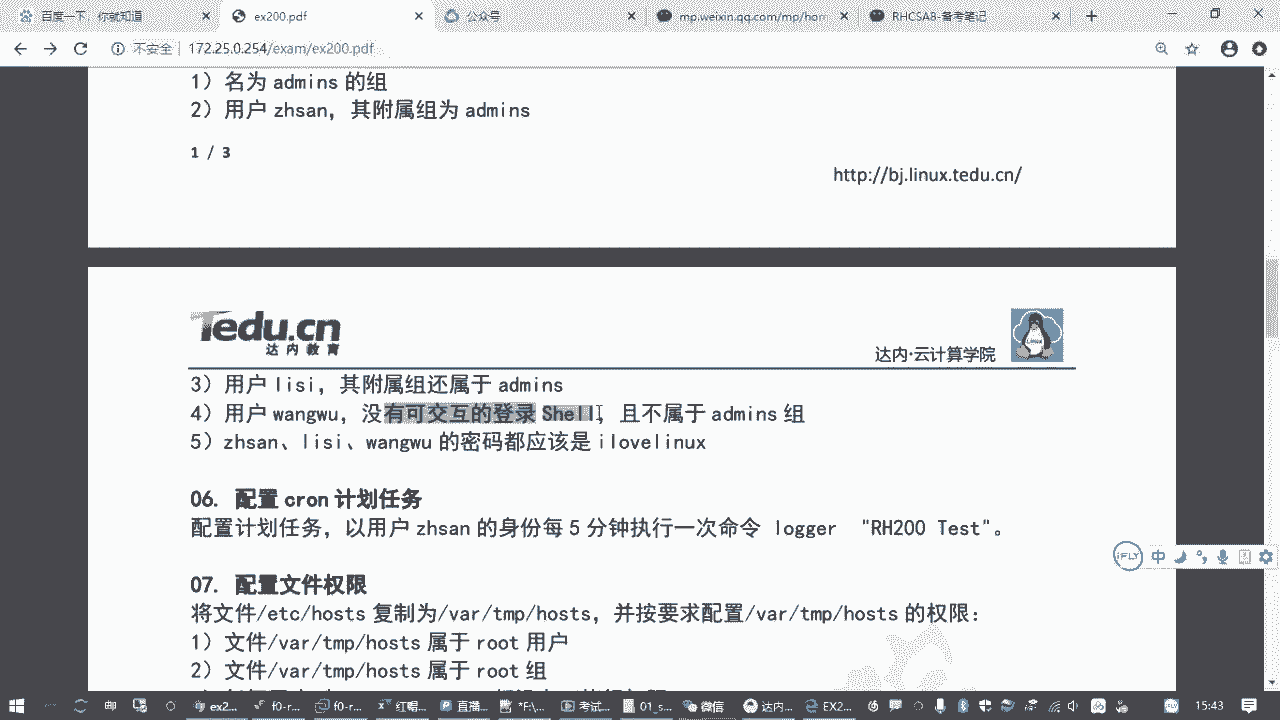 百度一下，你就知道
ex200.pdf
公众号
mp.weixin.qq.com/mp/hom
RHCSA8-备考笔记
不安全 | 172.25.0.254/exam/ex200.pdf
1）名为 admins 的组
2）用户 zhsan，其附属组为 admins
1 / 3
http://bj.linux.tedu.cn/
Tedu.cn
达内教育
达内·云计算学院
3）用户 lisi，其附属组还属于 admins
4）用户 wangwu，没有可交互的登录 Shell，且不属于 admins 组
5）zhsan、lisi、wangwu 的密码都应该是 ilovelinux
06. 配置 cron 计划任务
配置计划任务，以用户 zhsan 的身份每 5 分钟执行一次命令 logger "RH200 Test"。
iFLY 中
07. 配置文件权限
将文件/etc/hosts 复制为/var/tmp/hosts，并按要求配置/var/tmp/hosts 的权限：
1）文件/var/tmp/hosts 属于 root 用户
2）文件/var/tmp/hosts 属于 root 组
ex2... f0-r... f0-r... 红帽... 直播... *F:\... 考试... 01_s... 微信 达内... EX2... 15:43